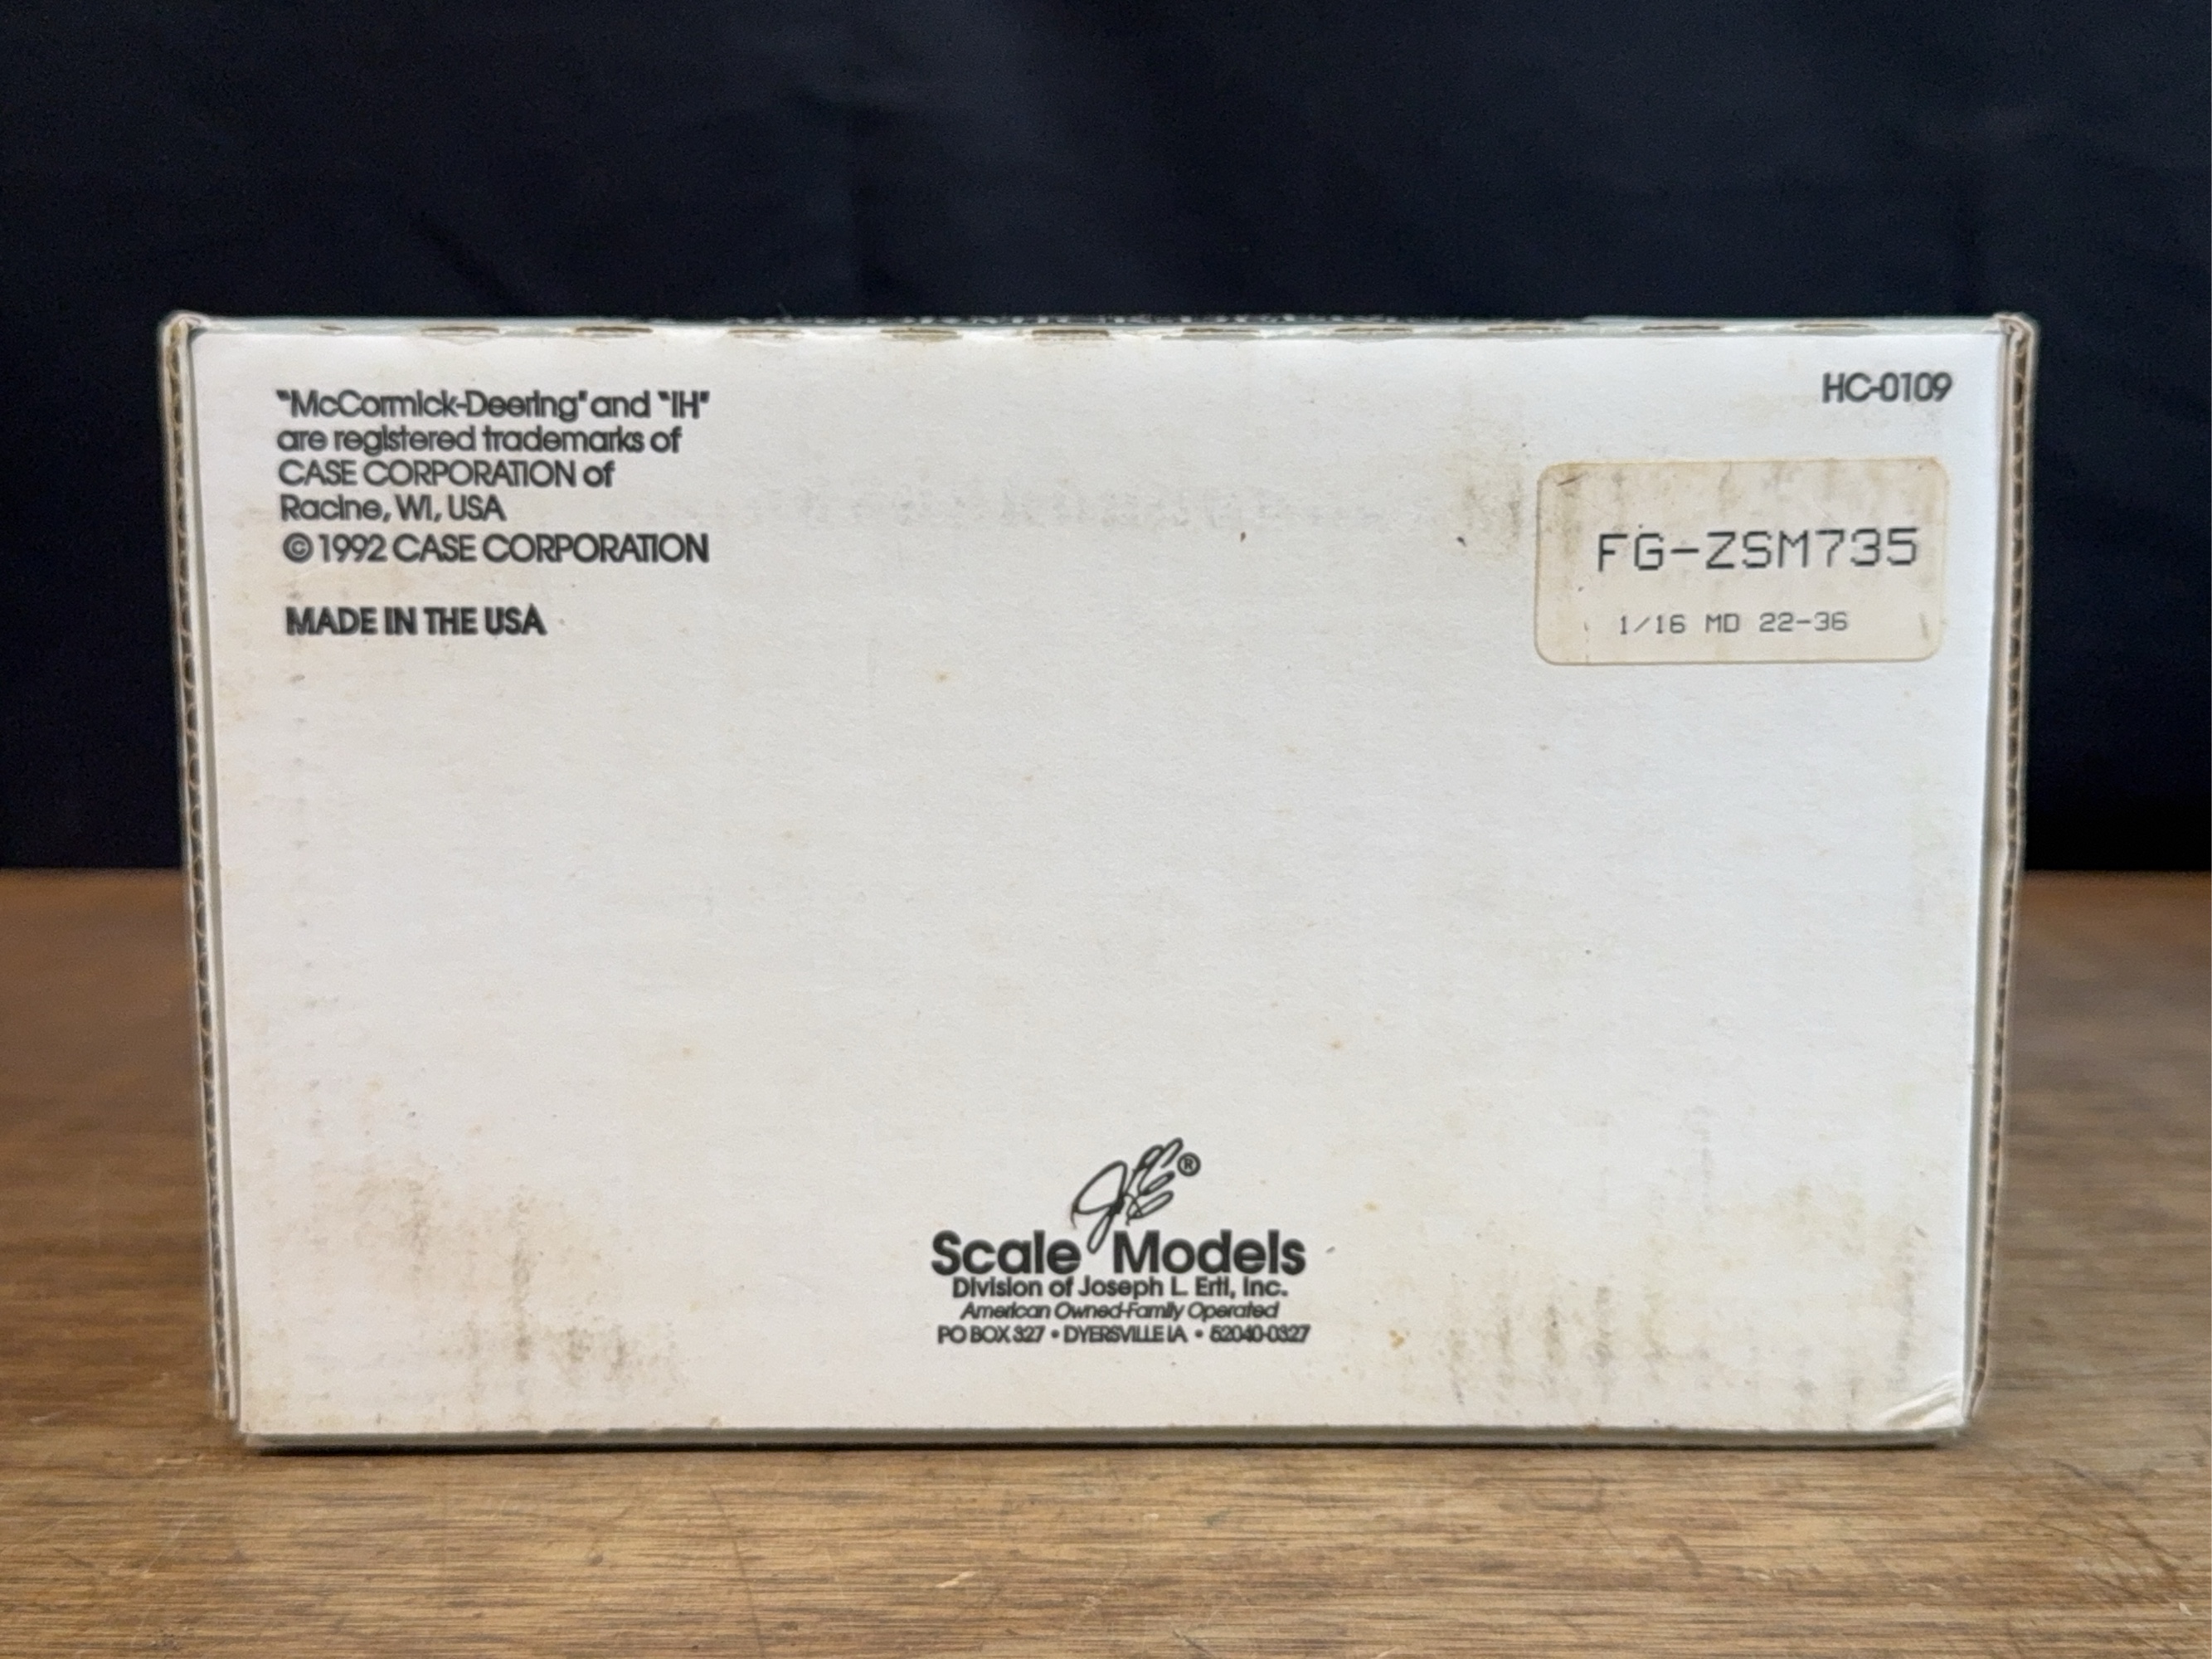 "McCormick-Deering" and "IH"
are registered trademarks of
CASE CORPORATION of
Racine, WI, USA
© 1992 CASE CORPORATION
MADE IN THE USA
HC-0109
FG-ZSM735
1/16 MD 22-36
JLE®
Scale Models
Division of Joseph L. Ertl, Inc.
American Owned-Family Operated
PO BOX 327 • DYERSVILLE IA • 52040-0327